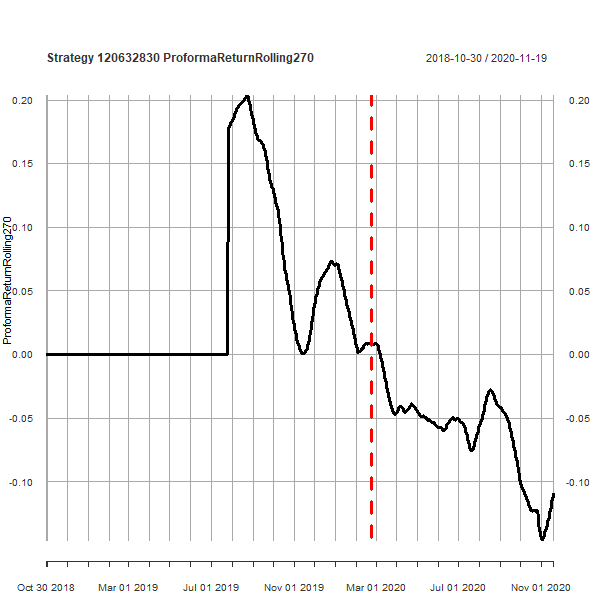 Strategy 120632830 ProformaReturnRolling270
2018-10-30 / 2020-11-19
ProformaReturnRolling270
0.20
0.15
0.10
0.05
0.00
-0.05
-0.10
0.20
0.15
0.10
0.05
0.00
-0.05
-0.10
Oct 30 2018
Mar 01 2019
Jul 01 2019
Nov 01 2019
Mar 01 2020
Jul 01 2020
Nov 01 2020